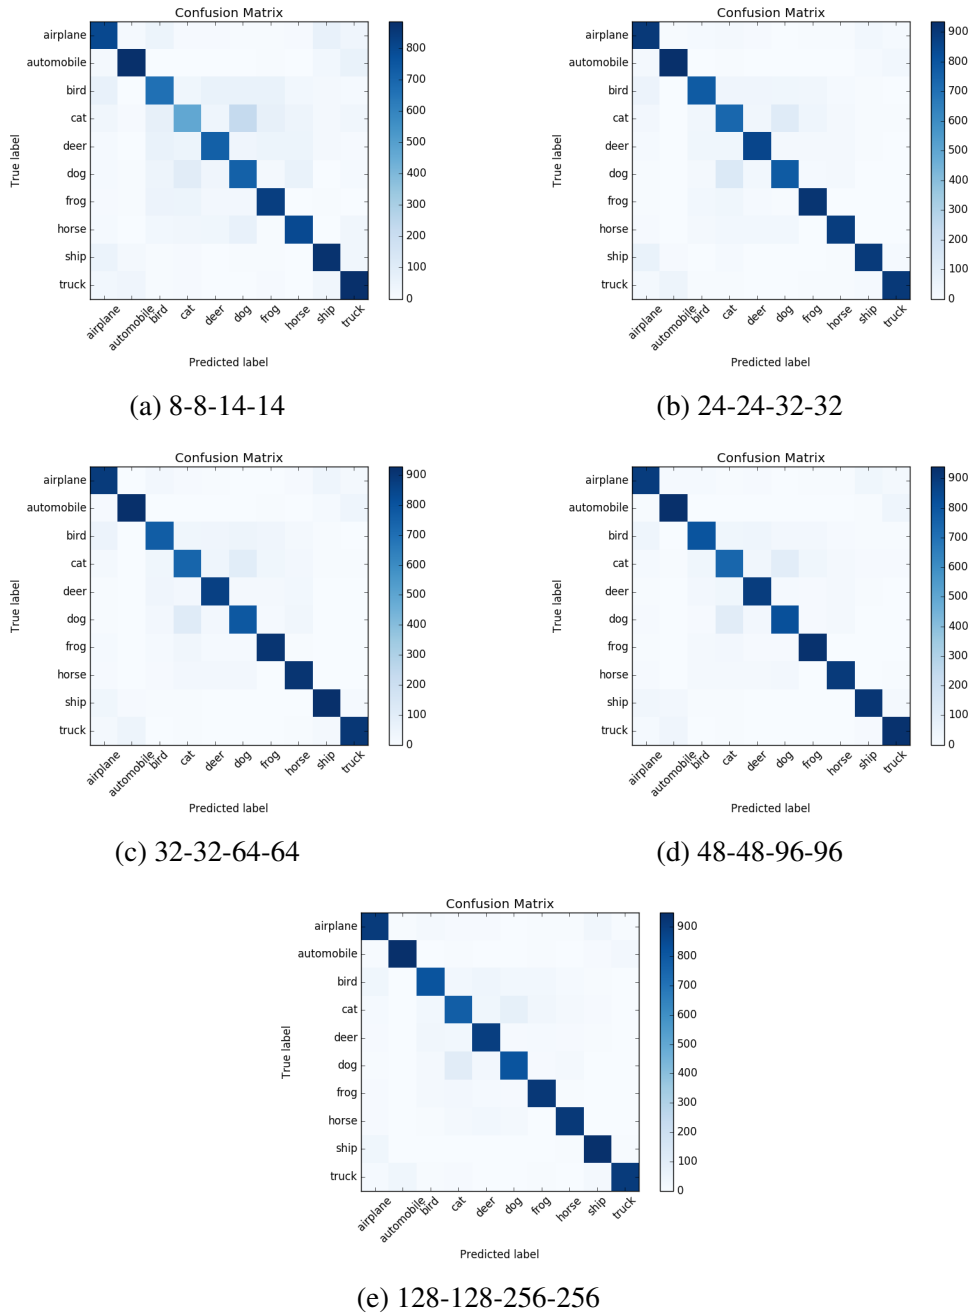 Confusion Matrix
True label
airplane
automobile
bird
cat
deer
dog
frog
horse
ship
truck
airplane
automobile
bird
cat
deer
dog
frog
horse
ship
truck
Predicted label
800
700
600
500
400
300
200
100
0
(a) 8-8-14-14
Confusion Matrix
True label
airplane
automobile
bird
cat
deer
dog
frog
horse
ship
truck
airplane
automobile
bird
cat
deer
dog
frog
horse
ship
truck
Predicted label
900
800
700
600
500
400
300
200
100
0
(b) 24-24-32-32
Confusion Matrix
True label
airplane
automobile
bird
cat
deer
dog
frog
horse
ship
truck
airplane
automobile
bird
cat
deer
dog
frog
horse
ship
truck
Predicted label
900
800
700
600
500
400
300
200
100
0
(c) 32-32-64-64
Confusion Matrix
True label
airplane
automobile
bird
cat
deer
dog
frog
horse
ship
truck
airplane
automobile
bird
cat
deer
dog
frog
horse
ship
truck
Predicted label
900
800
700
600
500
400
300
200
100
0
(d) 48-48-96-96
Confusion Matrix
True label
airplane
automobile
bird
cat
deer
dog
frog
horse
ship
truck
airplane
automobile
bird
cat
deer
dog
frog
horse
ship
truck
Predicted label
900
800
700
600
500
400
300
200
100
0
(e) 128-128-256-256